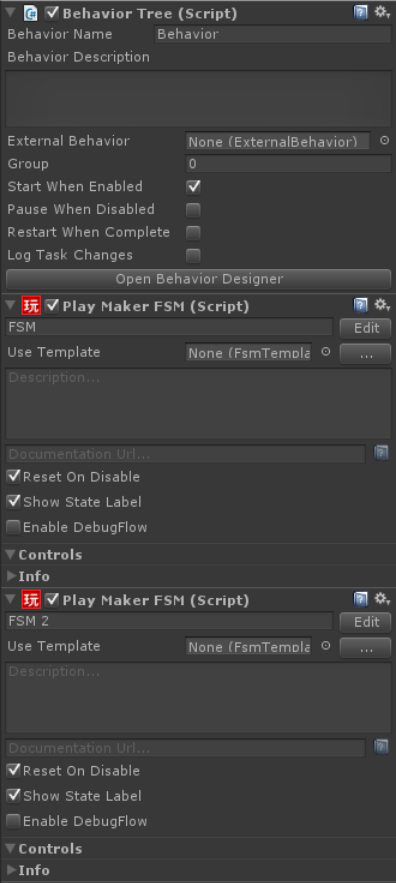 Behavior Tree (Script)
Behavior Name Behavior
Behavior Description
External Behavior None (ExternalBehavior)
Group 0
Start When Enabled
Pause When Disabled
Restart When Complete
Log Task Changes
Open Behavior Designer
玩 Play Maker FSM (Script)
FSM Edit
Use Template None (FsmTempla ...
Description...
Documentation Url...
Reset On Disable
Show State Label
Enable DebugFlow
Controls
Info
玩 Play Maker FSM (Script)
FSM 2 Edit
Use Template None (FsmTempla ...
Description...
Documentation Url...
Reset On Disable
Show State Label
Enable DebugFlow
Controls
Info